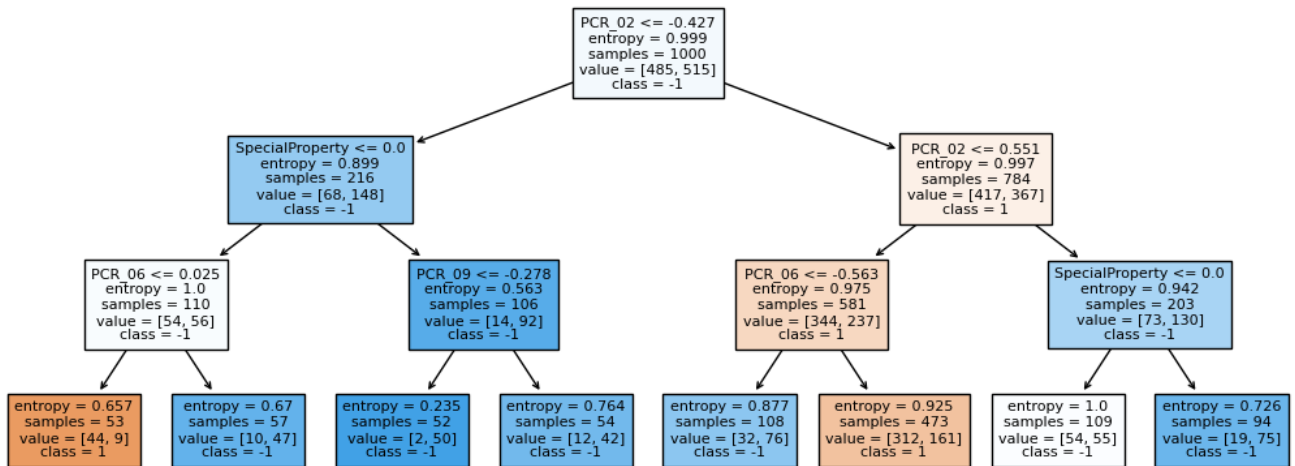 PCR_02 <= -0.427
entropy = 0.999
samples = 1000
value = [485, 515]
class = -1
SpecialProperty <= 0.0
entropy = 0.899
samples = 216
value = [68, 148]
class = -1
PCR_02 <= 0.551
entropy = 0.997
samples = 784
value = [417, 367]
class = 1
PCR_06 <= 0.025
entropy = 1.0
samples = 110
value = [54, 56]
class = -1
PCR_09 <= -0.278
entropy = 0.563
samples = 106
value = [14, 92]
class = -1
PCR_06 <= -0.563
entropy = 0.975
samples = 581
value = [344, 237]
class = 1
SpecialProperty <= 0.0
entropy = 0.942
samples = 203
value = [73, 130]
class = -1
entropy = 0.657
samples = 53
value = [44, 9]
class = 1
entropy = 0.67
samples = 57
value = [10, 47]
class = -1
entropy = 0.235
samples = 52
value = [2, 50]
class = -1
entropy = 0.764
samples = 54
value = [12, 42]
class = -1
entropy = 0.877
samples = 108
value = [32, 76]
class = -1
entropy = 0.925
samples = 473
value = [312, 161]
class = 1
entropy = 1.0
samples = 109
value = [54, 55]
class = -1
entropy = 0.726
samples = 94
value = [19, 75]
class = -1